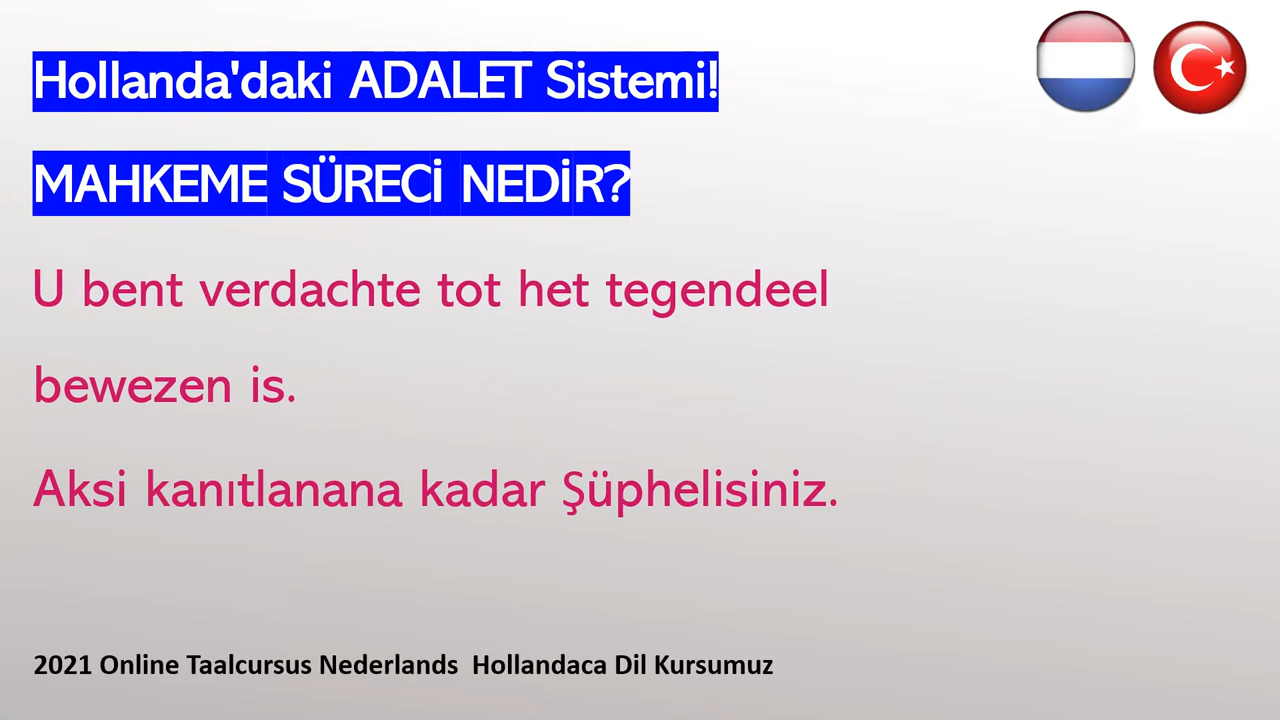 Hollanda'daki ADALET Sistemi!
MAHKEME SÜRECİ NEDİR?
U bent verdachte tot het tegendeel
bewezen is.
Aksi kanıtlanana kadar Şüphelisiniz.
2021 Online Taalcursus Nederlands Hollandaca Dil Kursumuz